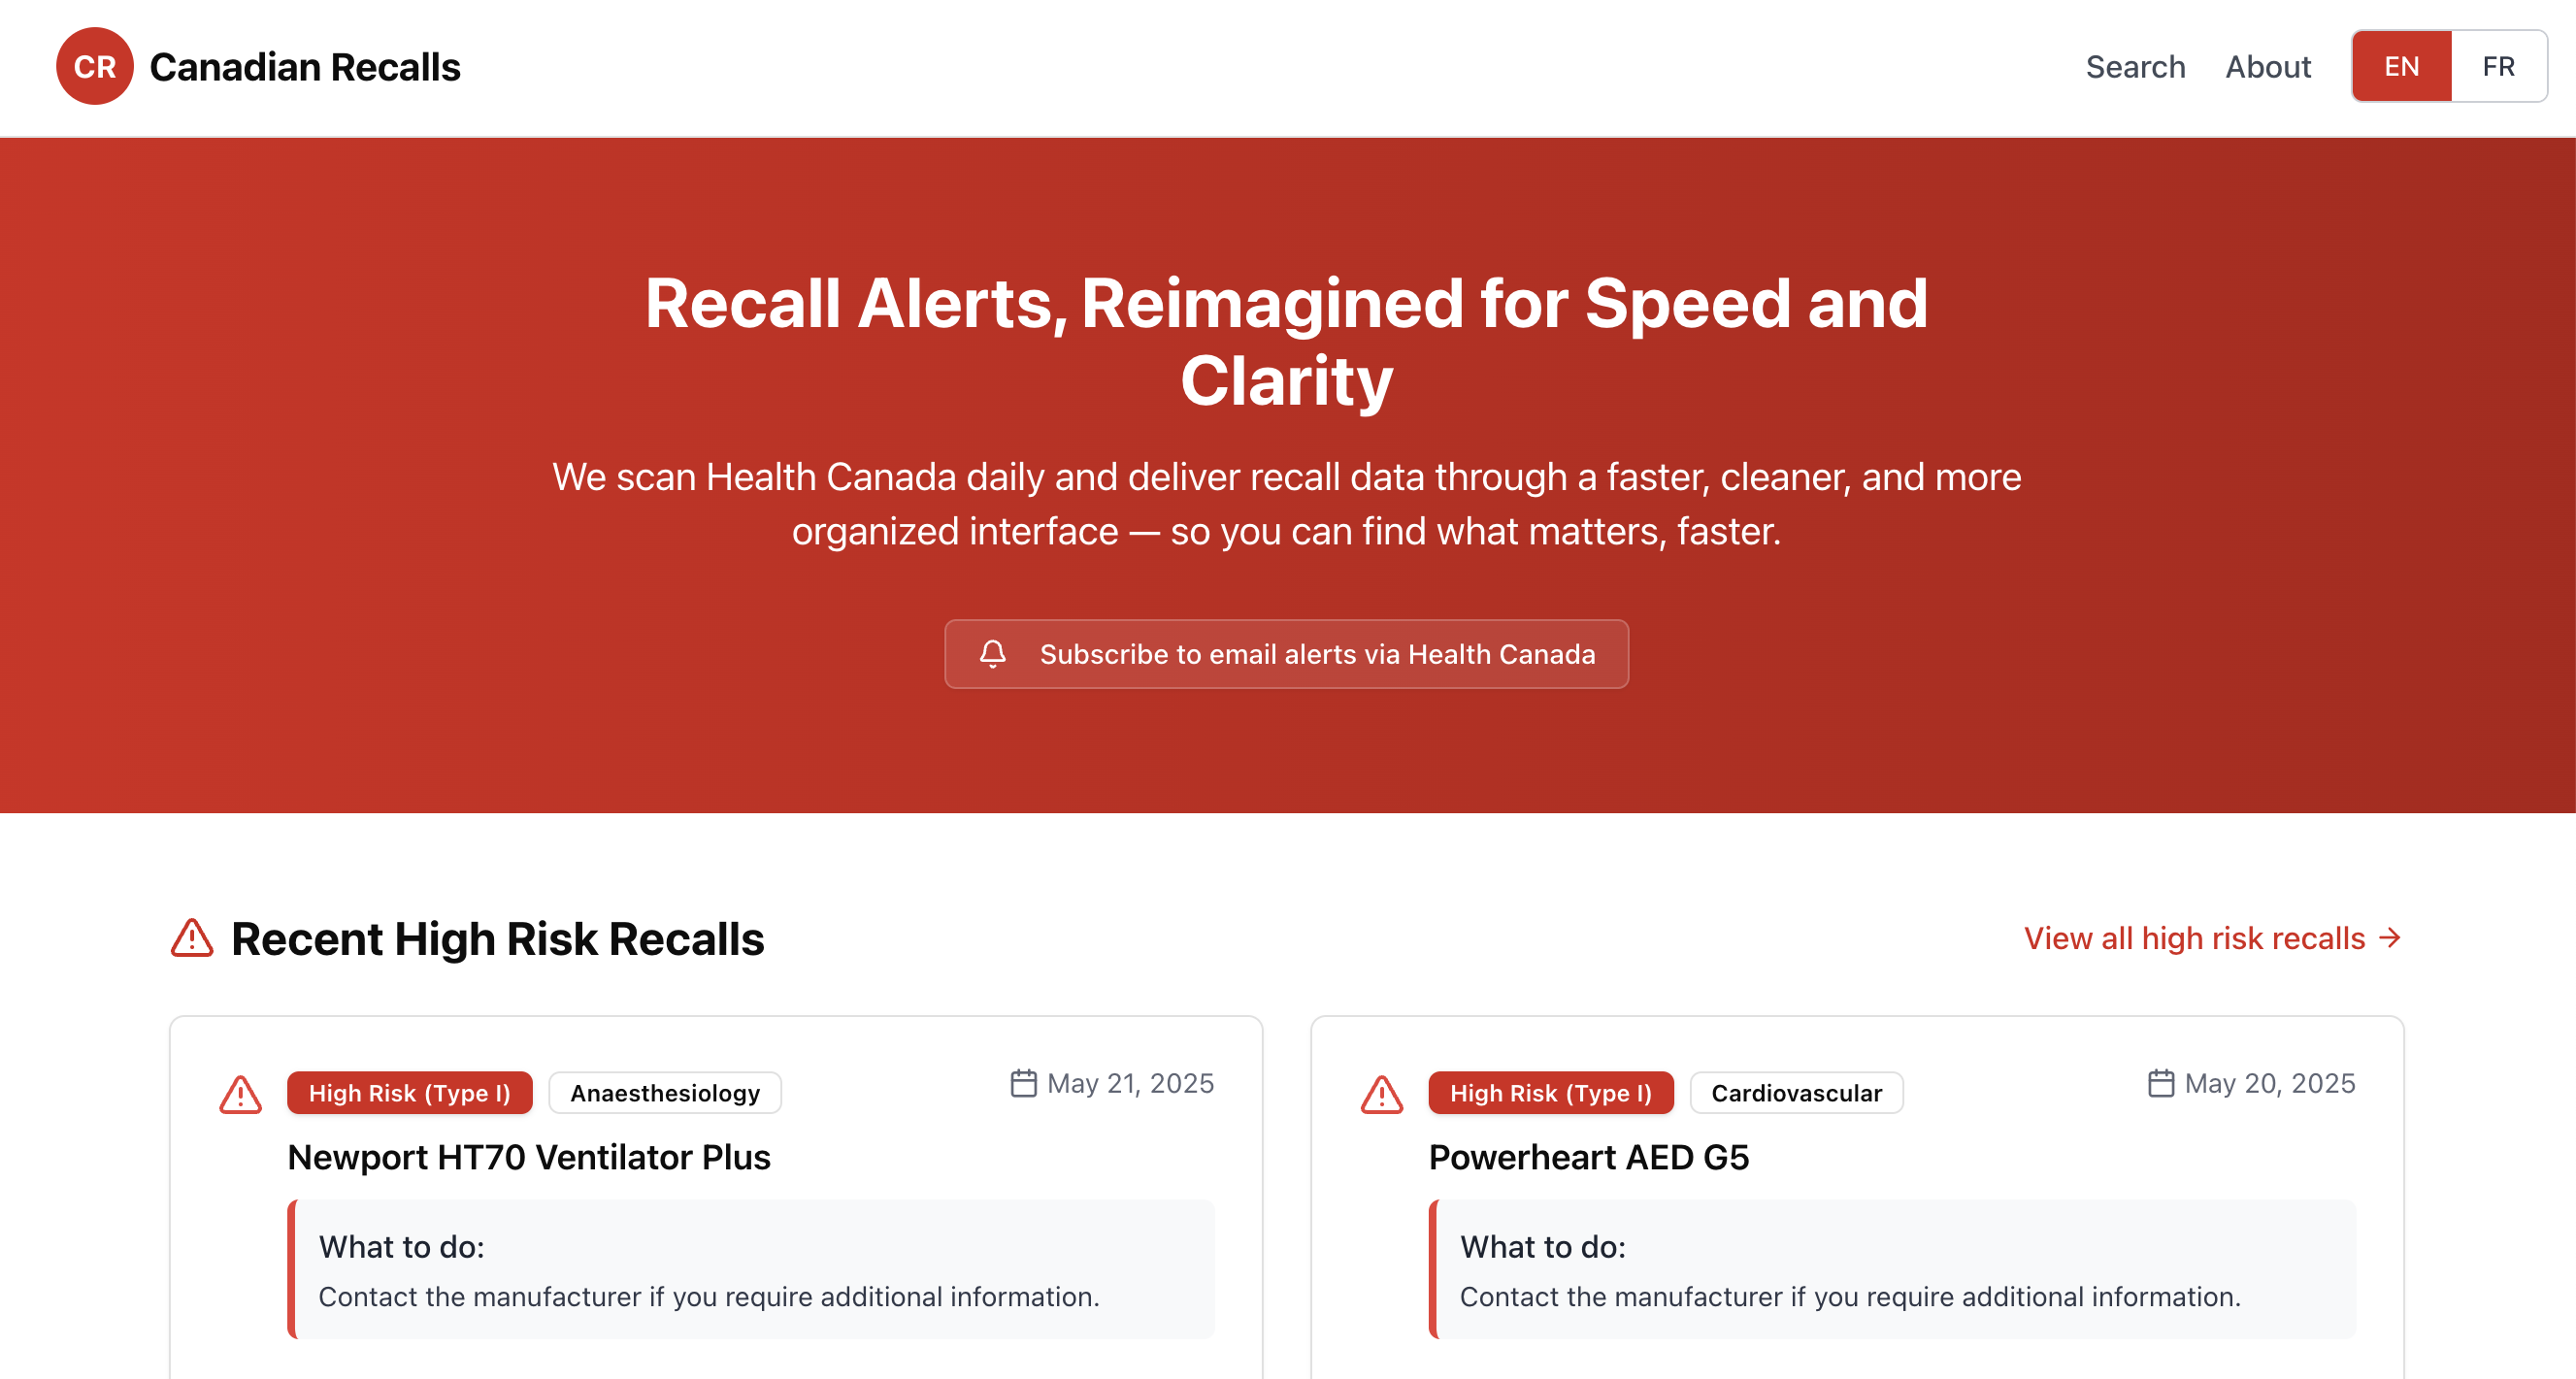 CR Canadian Recalls
Search About EN FR
Recall Alerts, Reimagined for Speed and
Clarity
We scan Health Canada daily and deliver recall data through a faster, cleaner, and more
organized interface — so you can find what matters, faster.
Subscribe to email alerts via Health Canada
Recent High Risk Recalls
View all high risk recalls →
High Risk (Type I) Anaesthesiology May 21, 2025
Newport HT70 Ventilator Plus
What to do:
Contact the manufacturer if you require additional information.
High Risk (Type I) Cardiovascular May 20, 2025
Powerheart AED G5
What to do:
Contact the manufacturer if you require additional information.